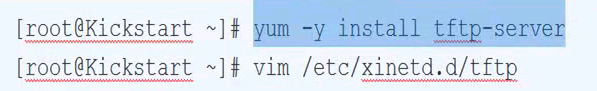 [root@Kickstart ~]# yum -y install tftp-server
[root@Kickstart ~]# vim /etc/xinetd.d/tftp